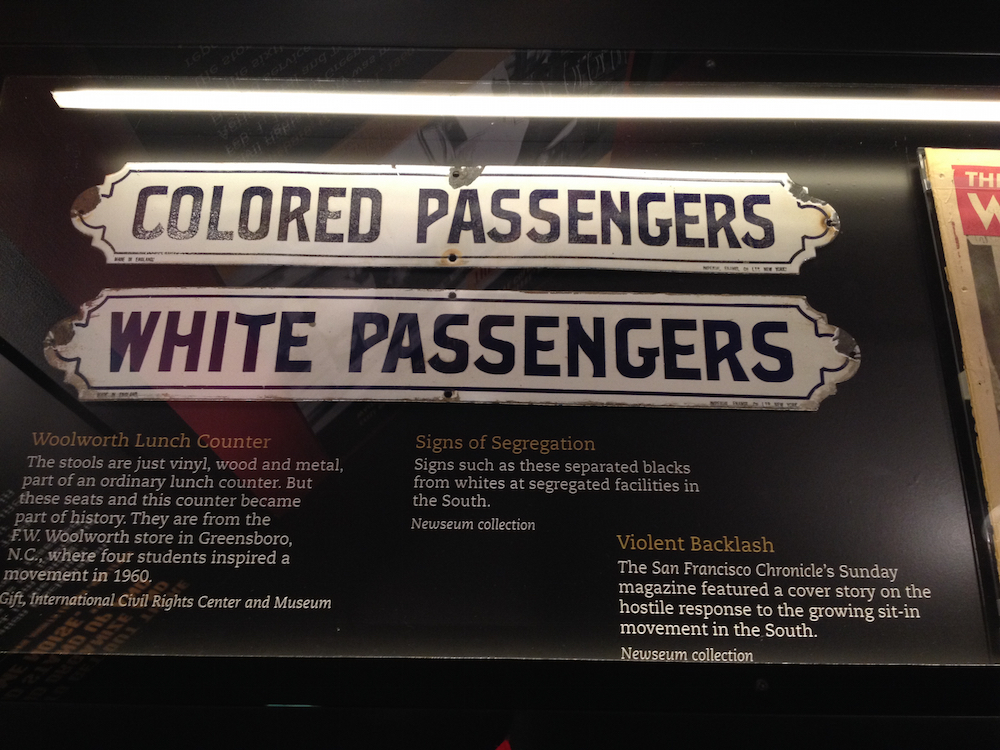 COLORED PASSENGERS
MADE IN ENGLAND
WHITE PASSENGERS
MADE IN ENGLAND
THE
W
Woolworth Lunch Counter
The stools are just vinyl, wood and metal,
part of an ordinary lunch counter. But
these seats and this counter became
part of history. They are from the
F.W. Woolworth store in Greensboro,
N.C., where four students inspired a
movement in 1960.
Gift, International Civil Rights Center and Museum
Signs of Segregation
Signs such as these separated blacks
from whites at segregated facilities in
the South.
Newseum collection
Violent Backlash
The San Francisco Chronicle's Sunday
magazine featured a cover story on the
hostile response to the growing sit-in
movement in the South.
Newseum collection